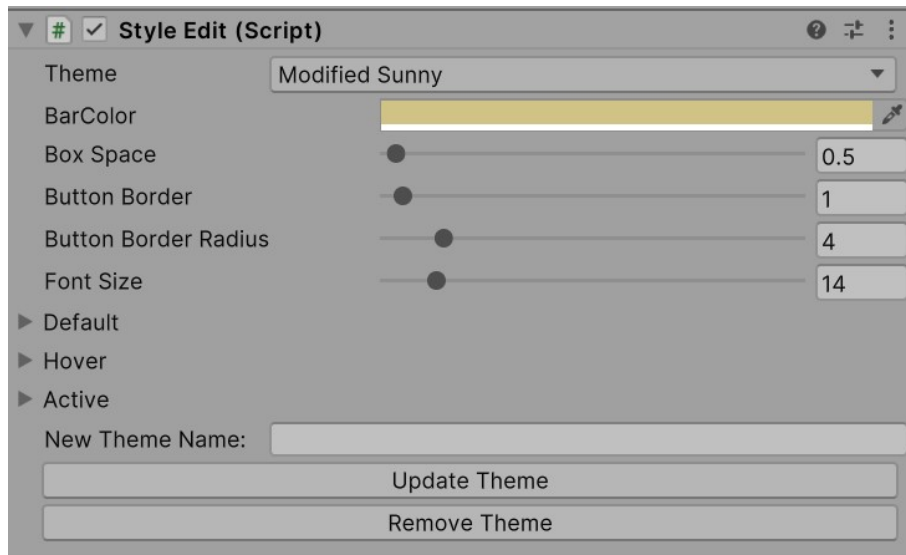 # Style Edit (Script)
Theme Modified Sunny
BarColor
Box Space 0.5
Button Border 1
Button Border Radius 4
Font Size 14
Default
Hover
Active
New Theme Name:
Update Theme
Remove Theme